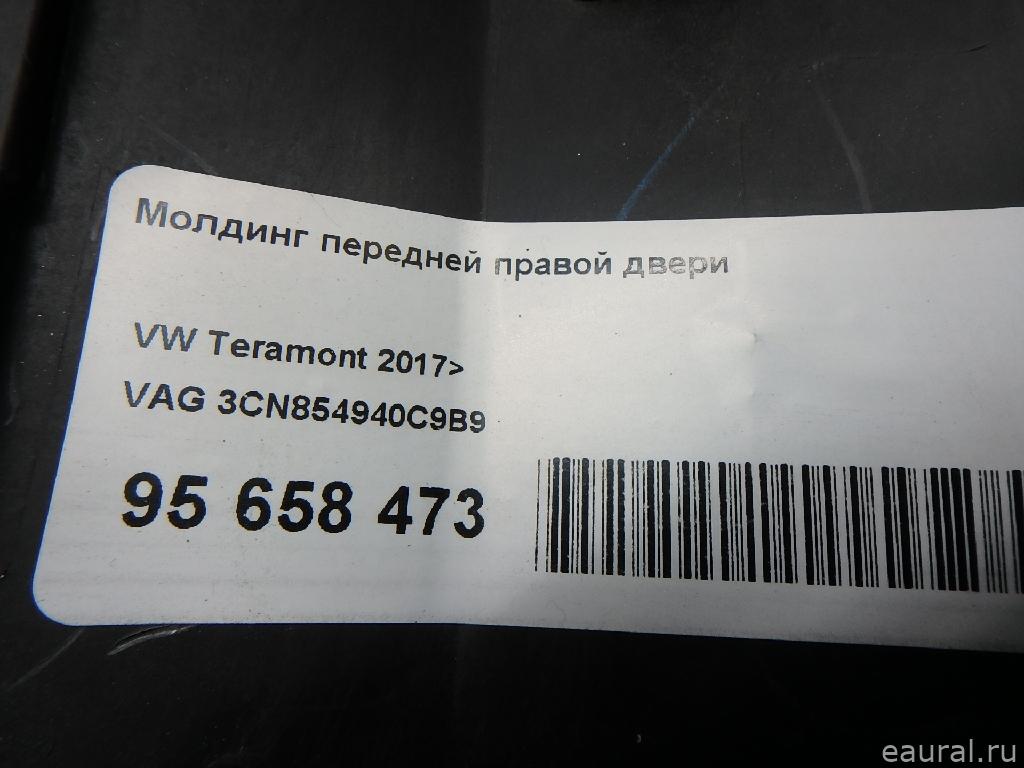 Молдинг передней правой двери
VW Teramont 2017>
VAG 3CN854940C9B9
95 658 473
eaural.ru